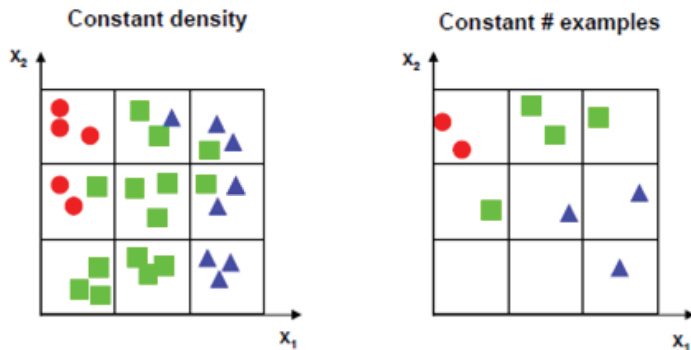 Constant density
Constant # examples
X₂
X₂
X₁
X₁